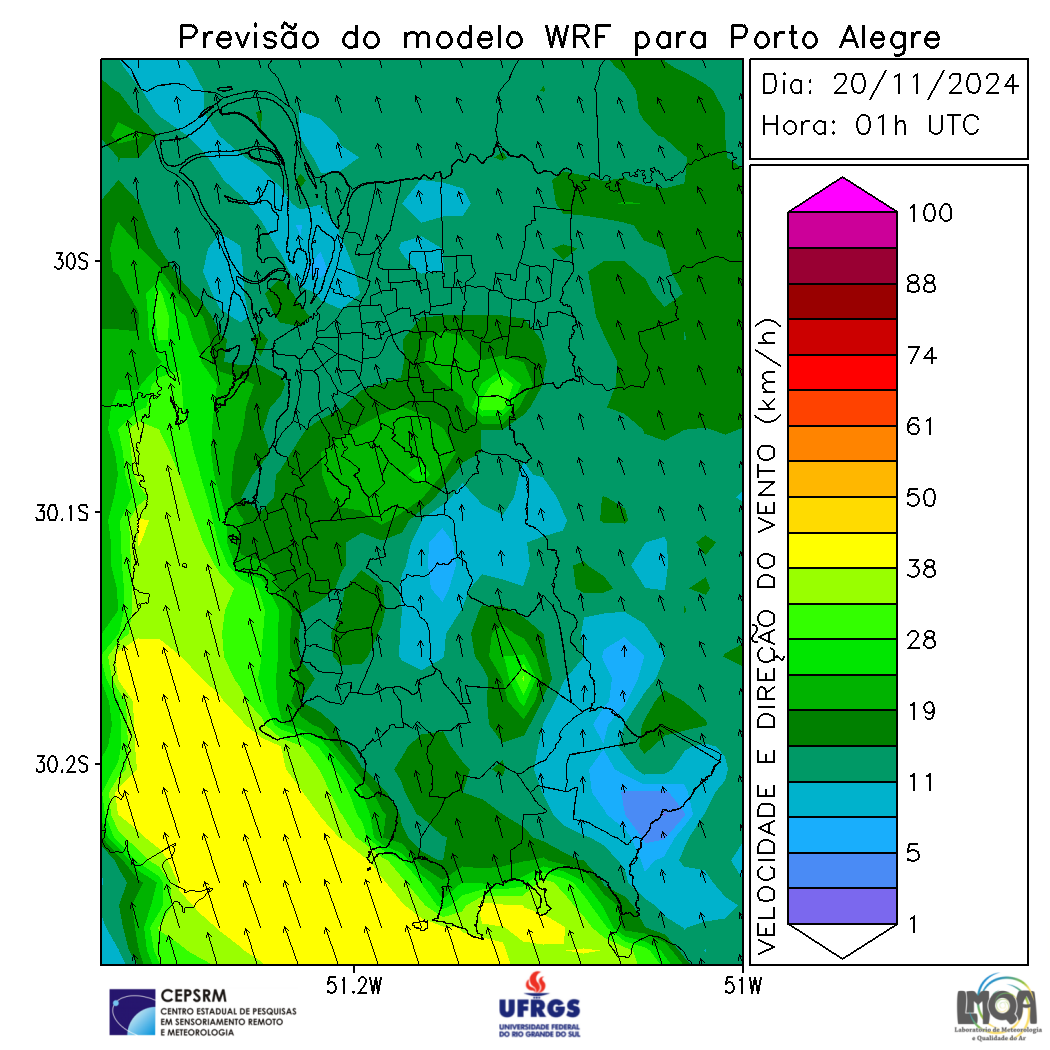 Previsão do modelo WRF para Porto Alegre
Dia: 20/11/2024
Hora: 01h UTC
30S
30.1S
30.2S
51.2W
51W
VELOCIDADE E DIREÇÃO DO VENTO (km/h)
100
88
74
61
50
38
28
19
11
5
1
CEPSRM
CENTRO ESTADUAL DE PESQUISAS
EM SENSORIAMENTO REMOTO
E METEOROLOGIA
UFRGS
UNIVERSIDADE FEDERAL
DO RIO GRANDE DO SUL
LMQA
Laboratório de Meteorologia
e Qualidade do Ar